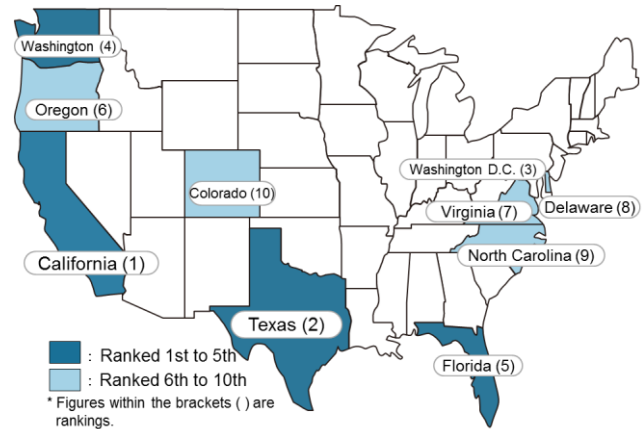 Washington (4)
Oregon (6)
Colorado (10)
Washington D.C. (3)
Virginia (7)
Delaware (8)
North Carolina (9)
California (1)
Texas (2)
Florida (5)
: Ranked 1st to 5th
: Ranked 6th to 10th
* Figures within the brackets ( ) are
rankings.